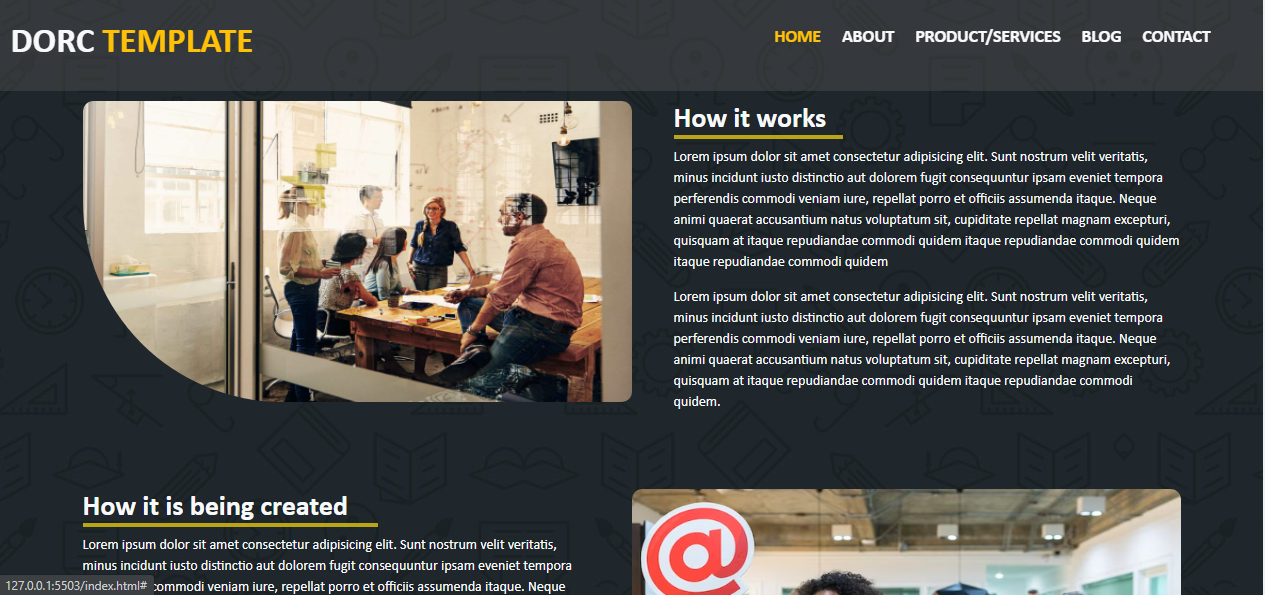 DORC TEMPLATE
HOME ABOUT PRODUCT/SERVICES BLOG CONTACT
How it works
Lorem ipsum dolor sit amet consectetur adipisicing elit. Sunt nostrum velit veritatis,
minus incidunt iusto distinctio aut dolorem fugit consequuntur ipsam eveniet tempora
perferendis commodi veniam iure, repellat porro et officiis assumenda itaque. Neque
animi quaerat accusantium natus voluptatum sit, cupiditate repellat magnam excepturi,
quisquam at itaque repudiandae commodi quidem itaque repudiandae commodi quidem
itaque repudiandae commodi quidem
Lorem ipsum dolor sit amet consectetur adipisicing elit. Sunt nostrum velit veritatis,
minus incidunt iusto distinctio aut dolorem fugit consequuntur ipsam eveniet tempora
perferendis commodi veniam iure, repellat porro et officiis assumenda itaque. Neque
animi quaerat accusantium natus voluptatum sit, cupiditate repellat magnam excepturi,
quisquam at itaque repudiandae commodi quidem itaque repudiandae commodi
quidem.
How it is being created
Lorem ipsum dolor sit amet consectetur adipisicing elit. Sunt nostrum velit veritatis,
minus incidunt iusto distinctio aut dolorem fugit consequuntur ipsam eveniet tempora
commodi veniam iure, repellat porro et officiis assumenda itaque. Neque
@
127.0.0.1:5503/index.html#